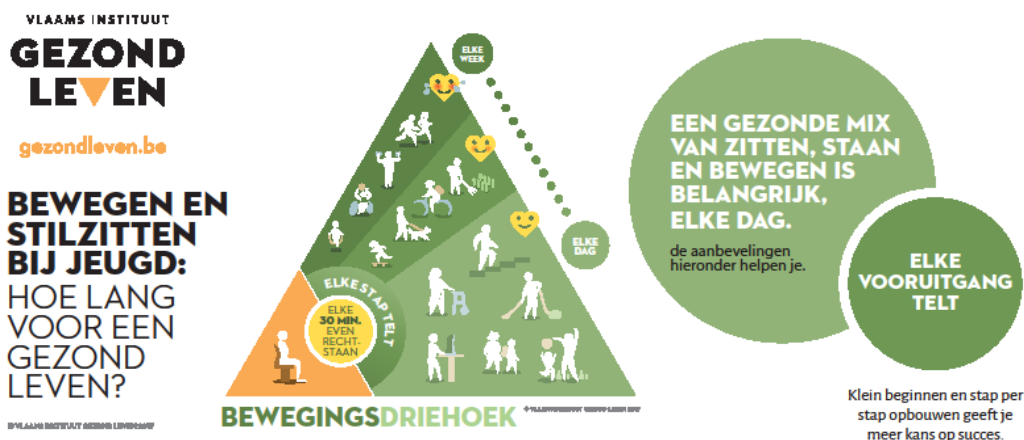 VLAAMS INSTITUUT
GEZOND
LEVEN
gezondleven.be
BEWEGEN EN
STILZITTEN
BIJ JEUGD:
HOE LANG
VOOR EEN
GEZOND
LEVEN?
ELKE
WEEK
ELKE
DAG
ELKE STAP TELT
ELKE
30 MIN.
EVEN
RECHT-
STAAN
BEWEGINGSDRIEHOEK
EEN GEZONDE MIX
VAN ZITTEN, STAAN
EN BEWEGEN IS
BELANGRIJK,
ELKE DAG.
de aanbevelingen
hieronder helpen je.
ELKE
VOORUITGANG
TELT
Klein beginnen en stap per
stap opbouwen geeft je
meer kans op succes.